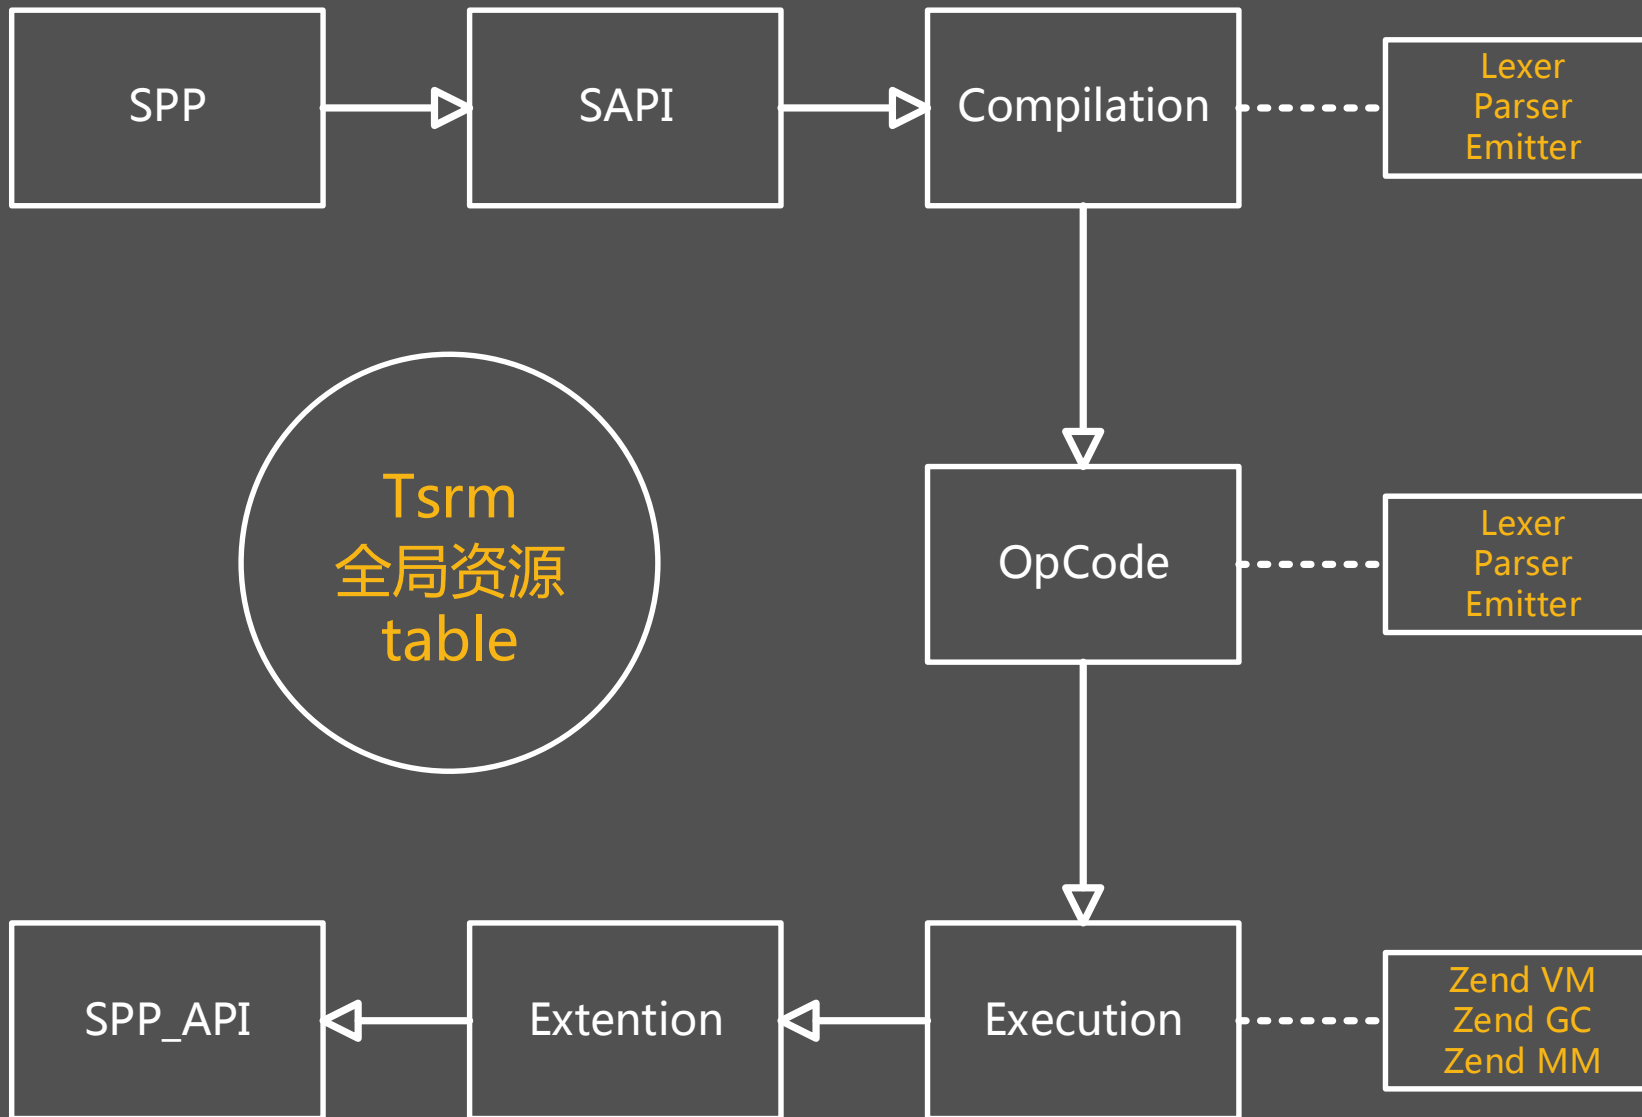 SPP
SAPI
Compilation
Lexer
Parser
Emitter
Tsrm
全局资源
table
OpCode
Lexer
Parser
Emitter
SPP_API
Extention
Execution
Zend VM
Zend GC
Zend MM